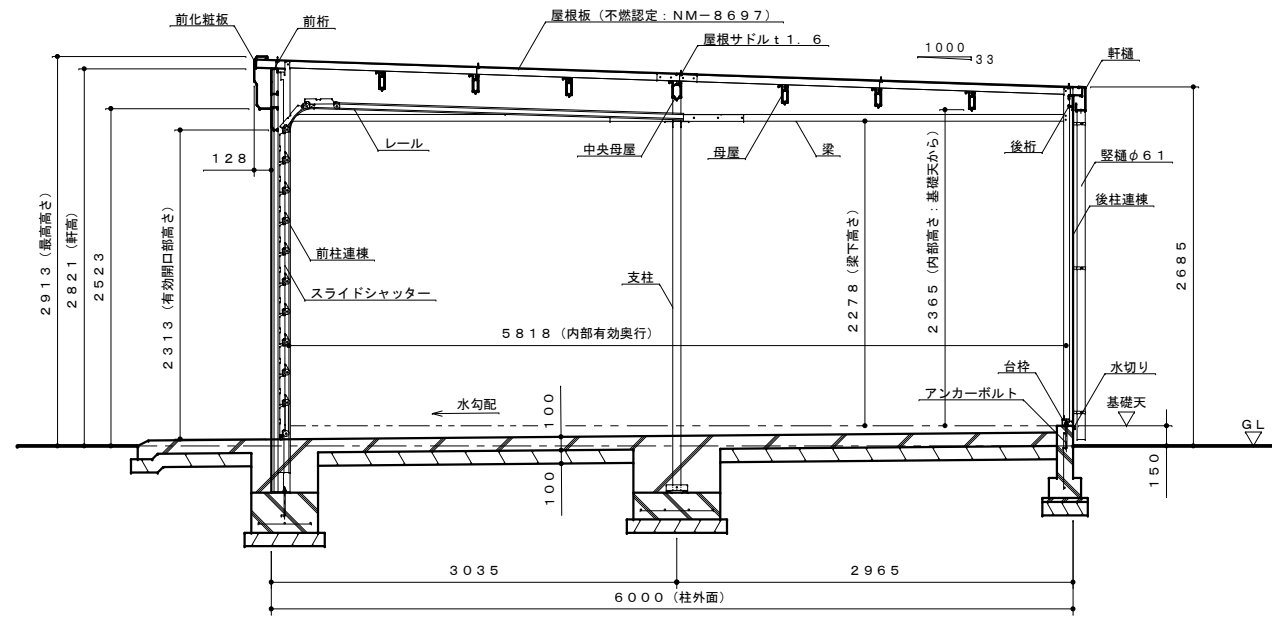 前化粧板
前桁
屋根板（不燃認定：NM－8697）
屋根サドルt1．6
1000
33
軒樋
レール
中央母屋
母屋
梁
後桁
竪樋φ61
後柱連棟
128
2913（最高高さ）
2821（軒高）
2523
2313（有効開口部高さ）
前柱連棟
スライドシャッター
支柱
2278（梁下高さ）
2365（内部高さ：基礎天から）
2685
5818（内部有効奥行）
台枠
水切り
アンカーボルト
基礎天
水勾配
100
100
GL
150
3035
2965
6000（柱外面）